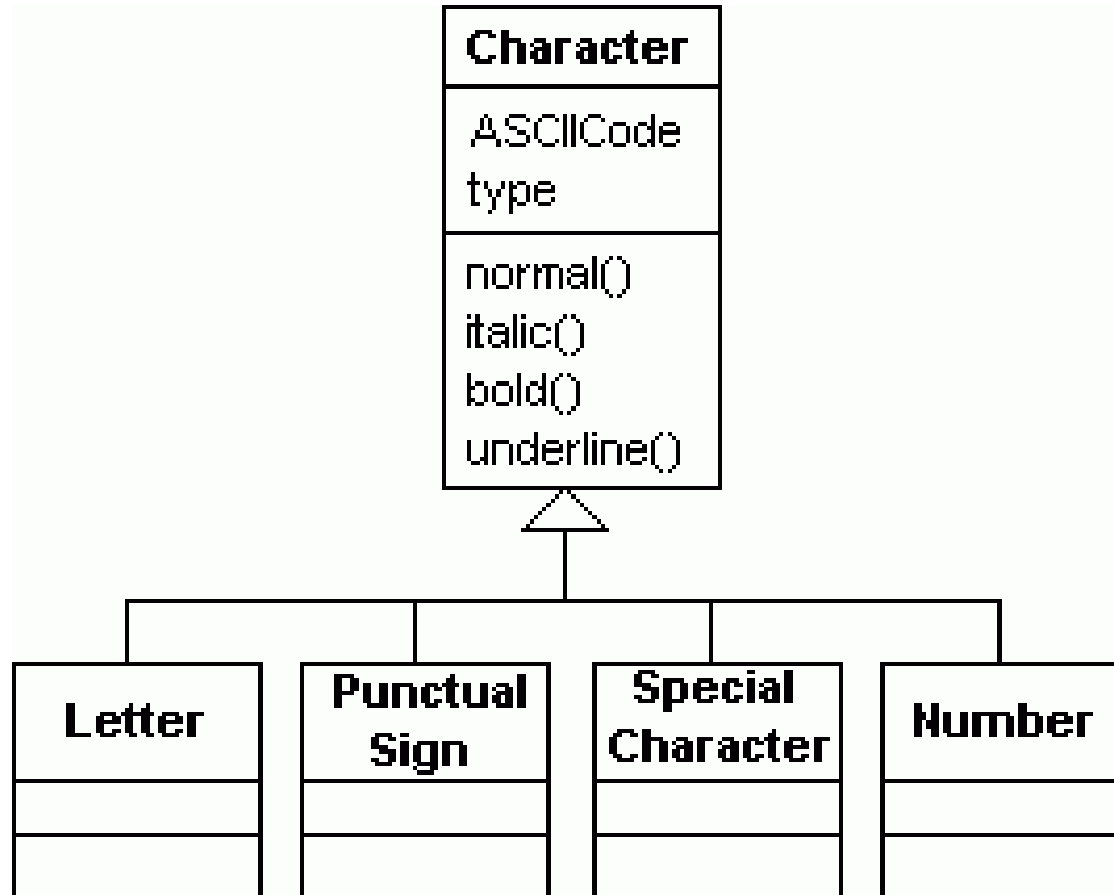 Character
ASCIICode
type
normal()
italic()
bold()
underline()
Letter
Punctual
Sign
Special
Character
Number